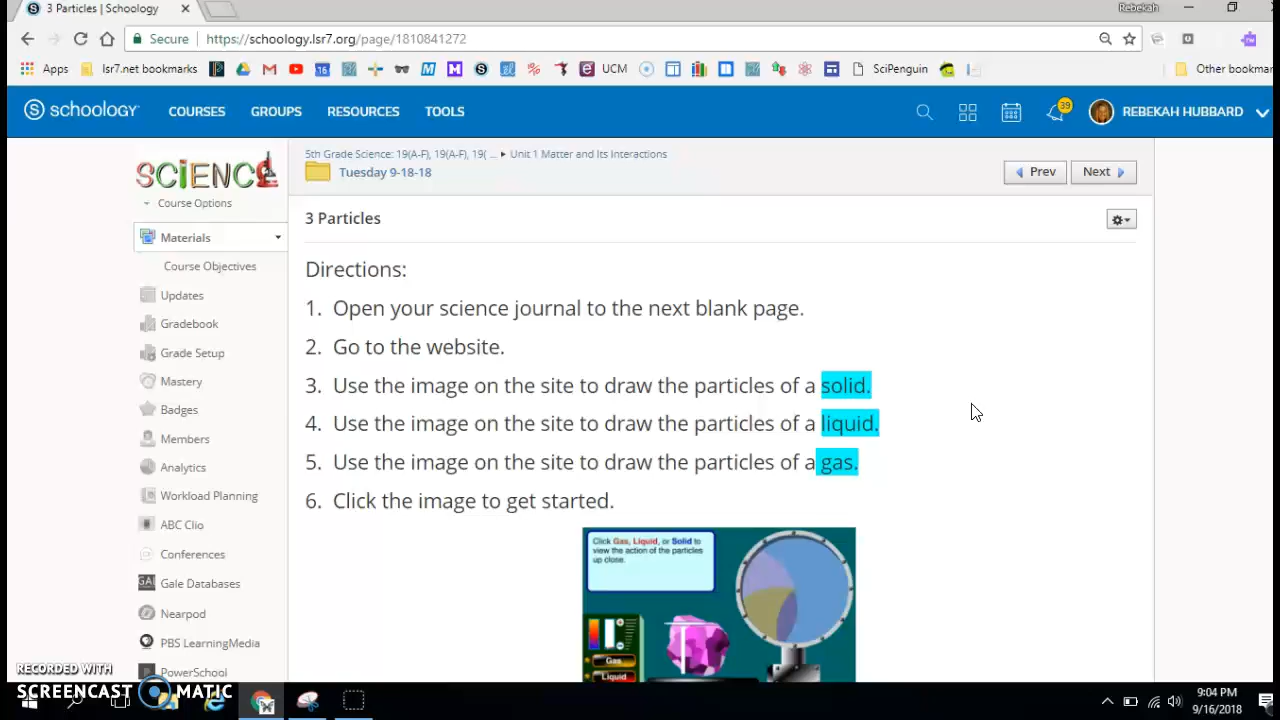 3 Particles | Schoology
Rebekah
Secure
https://schoology.lsr7.org/page/1810841272
Apps
lsr7.net bookmarks
UCM
SciPenguin
Other bookmar
schoology
COURSES
GROUPS
RESOURCES
TOOLS
39
REBEKAH HUBBARD
SCIENCE
5th Grade Science: 19(A-F), 19(A-F), 19( ... ▸ Unit 1 Matter and Its Interactions
Tuesday 9-18-18
Prev
Next
Course Options
Materials
Course Objectives
Updates
Gradebook
Grade Setup
Mastery
Badges
Members
Analytics
Workload Planning
ABC Clio
Conferences
Gale Databases
Nearpod
PBS LearningMedia
PowerSchool
3 Particles
Directions:
1. Open your science journal to the next blank page.
2. Go to the website.
3. Use the image on the site to draw the particles of a solid.
4. Use the image on the site to draw the particles of a liquid.
5. Use the image on the site to draw the particles of a gas.
6. Click the image to get started.
Click Gas, Liquid, or Solid to
view the action of the particles
up close.
Gas
Liquid
RECORDED WITH
SCREENCAST MATIC
9:04 PM
9/16/2018